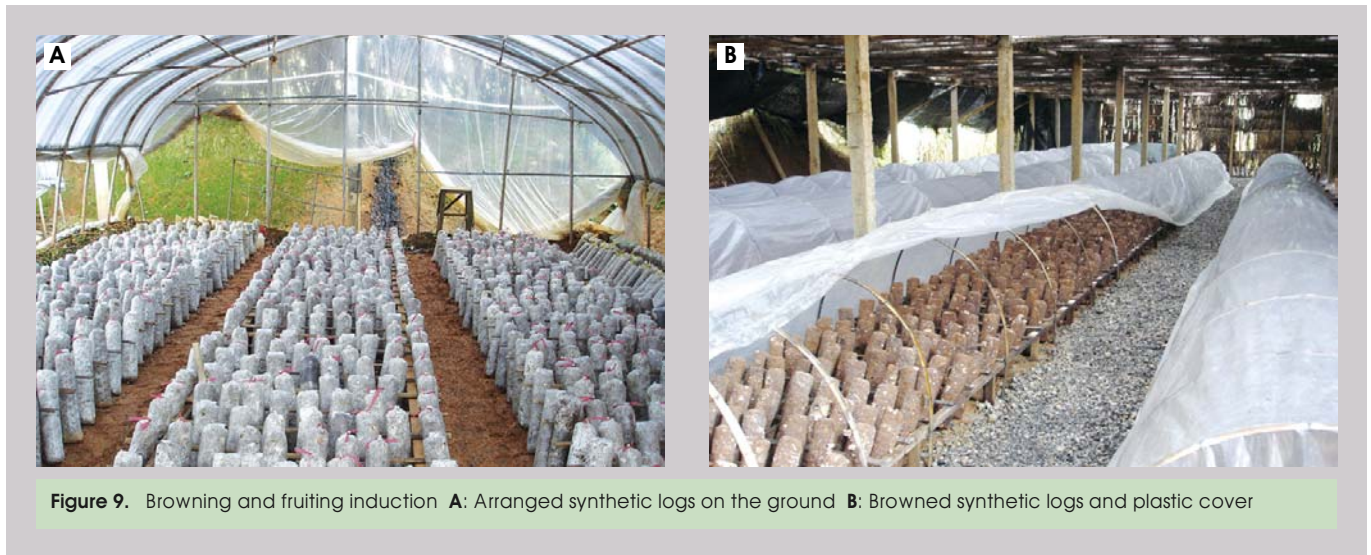 A
B
Figure 9. Browning and fruiting induction A: Arranged synthetic logs on the ground B: Browned synthetic logs and plastic cover